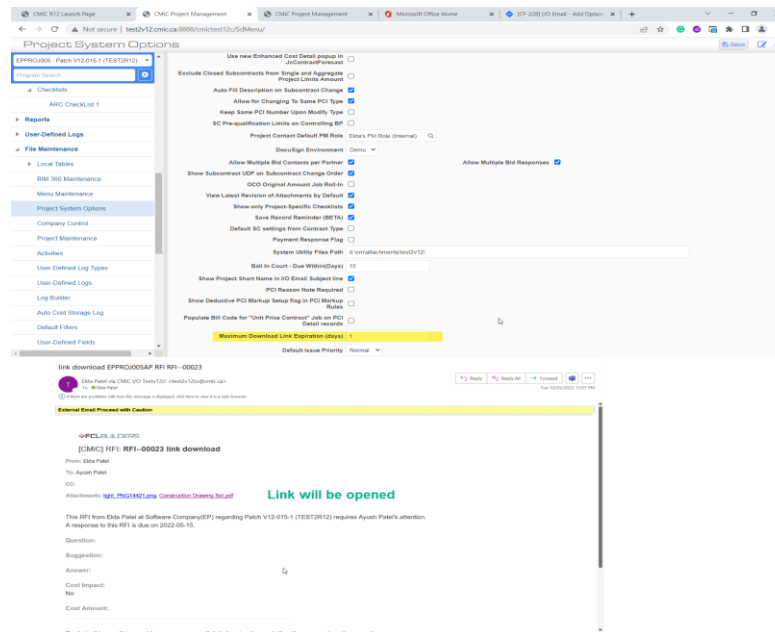 CMiC R12 Launch Page
CMiC Project Management
CMiC Project Management
Microsoft Office Home
[CF-228] I/O Email - Add Option
Not secure | test2v12.cmic.ca:8888/cmictest12c/SdMenu/
Project System Options
Save
EPPROJ005 - Patch V12-015-1 (TEST2R12)
Program Search...
Checklists
ARC CheckList 1
Reports
User-Defined Logs
File Maintenance
Local Tables
BIM 360 Maintenance
Menu Maintenance
Project System Options
Company Control
Project Maintenance
Activities
User-Defined Log Types
User-Defined Logs
Log Builder
Auto Cold Storage Log
Default Filters
User-Defined Fields
Use new Enhanced Cost Detail popup in
JcContractForecast
Exclude Closed Subcontracts from Single and Aggregate
Project Limits Amount
Auto Fill Description on Subcontract Change
Allow for Changing To Same PCI Type
Keep Same PCI Number Upon Modify Type
SC Pre-qualification Limits on Controlling BP
Project Contact Default PM Role Ekta's PM Role (Internal)
DocuSign Environment Demo
Allow Multiple Bid Contacts per Partner
Allow Multiple Bid Responses
Show Subcontract UDF on Subcontract Change Order
OCO Original Amount Job Roll-In
View Latest Revision of Attachments by Default
Show only Project-Specific Checklists
Save Record Reminder (BETA)
Default SC settings from Contract Type
Payment Response Flag
System Utility Files Path d:\cm\attachments\test2v12\
Ball In Court - Due Within(Days) 15
Show Project Short Name in I/O Email Subject line
PCI Reason Note Required
Show Deductive PCI Markup Setup flag in PCI Markup
Rules
Populate Bill Code for "Unit Price Contract" Job on PCI
Detail records
Maximum Download Link Expiration (days) 1
Default Issue Priority Normal
link download EPPROJ005AP RFI RFI--00023
Reply
Reply All
Forward
To
External Email Proceed with Caution
FCLBUILDERS
[CMiC] RFI: RFI--00023 link download
From: Ekta Patel
To: Ayush Patel
CC:
Attachments: light_PNG14421.png, Construction Drawing Set.pdf
Link will be opened
This RFI from Ekta Patel at Software Company(EP) regarding Patch V12-015-1 (TEST2R12) requires Ayush Patel's attention.
A response to this RFI is due on 2022-05-15.
Question:
Suggestion:
Answer:
Cost Impact:
No
Cost Amount: